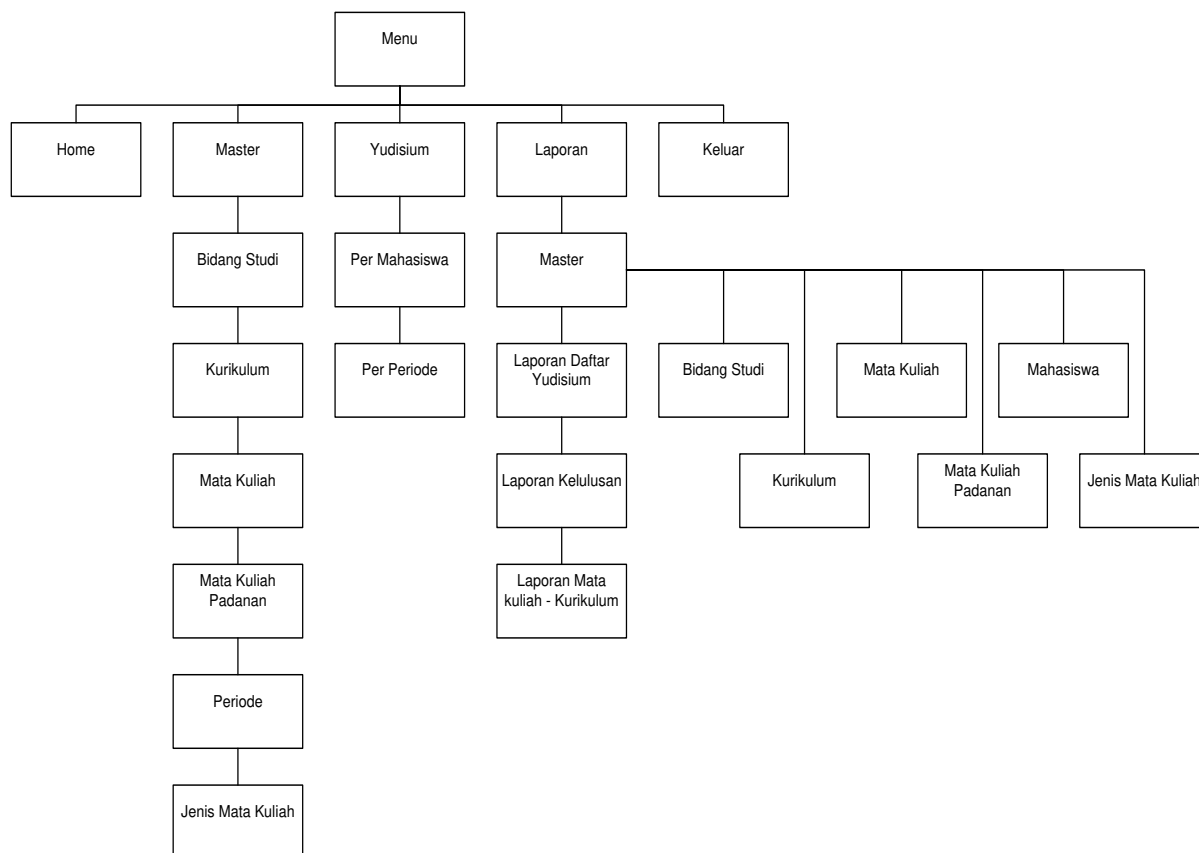 Menu
Home
Master
Yudisium
Laporan
Keluar
Bidang Studi
Per Mahasiswa
Master
Kurikulum
Per Periode
Laporan Daftar
Yudisium
Bidang Studi
Mata Kuliah
Mahasiswa
Mata Kuliah
Laporan Kelulusan
Kurikulum
Mata Kuliah
Padanan
Jenis Mata Kuliah
Mata Kuliah
Padanan
Laporan Mata
kuliah - Kurikulum
Periode
Jenis Mata Kuliah